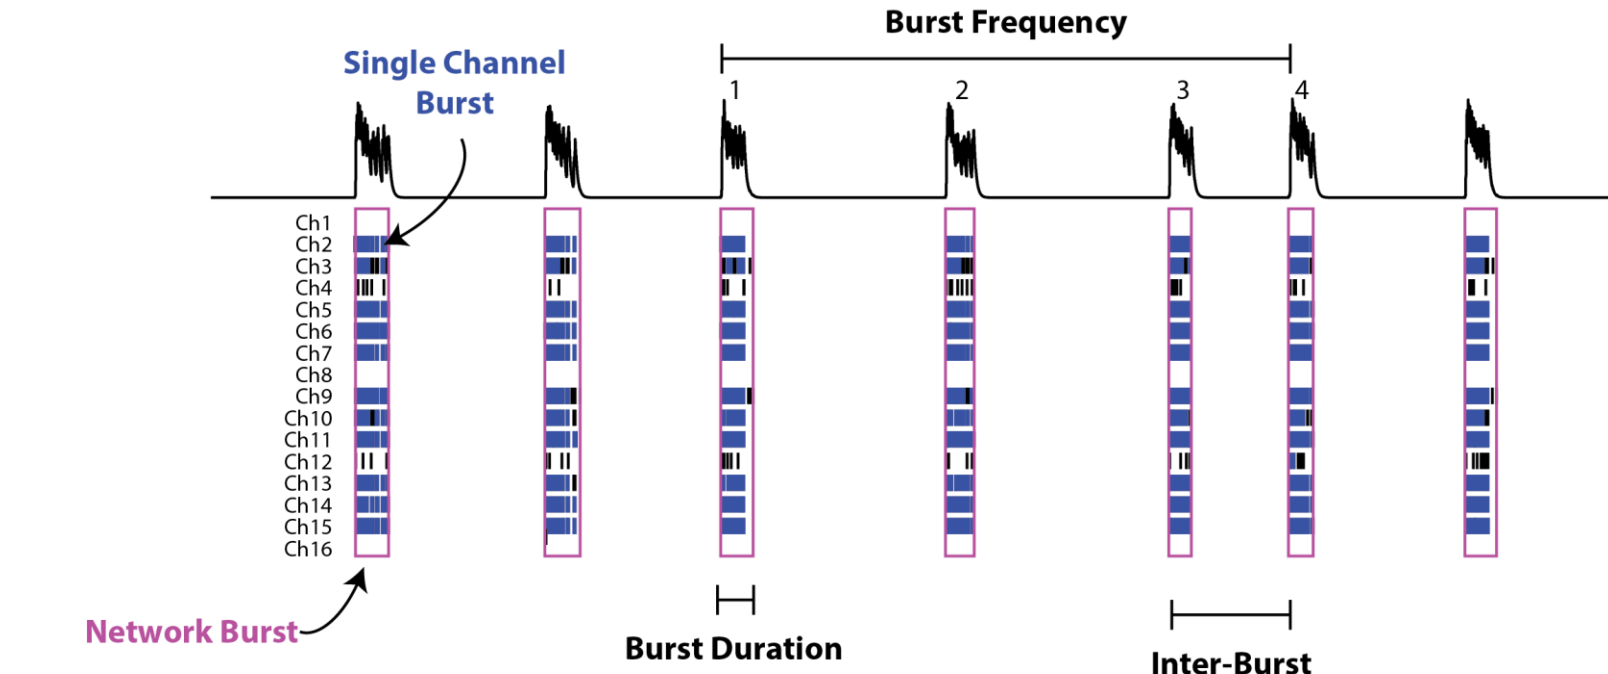 Burst Frequency
Single Channel
Burst
1 2 3 4
Ch1
Ch2
Ch3
Ch4
Ch5
Ch6
Ch7
Ch8
Ch9
Ch10
Ch11
Ch12
Ch13
Ch14
Ch15
Ch16
Network Burst
Burst Duration
Inter-Burst